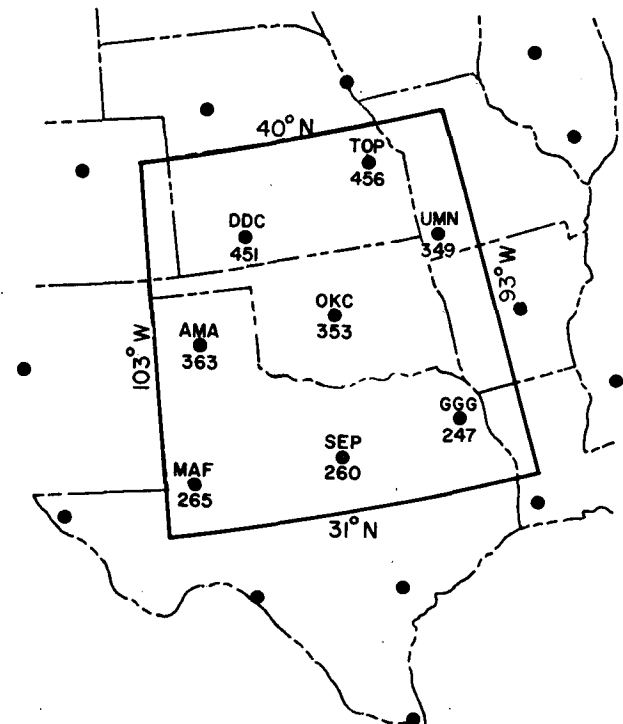 40°N
TOP
456
DDC
451
UMN
349
93°W
OKC
353
AMA
363
103°W
GGG
247
SEP
260
MAF
265
31°N